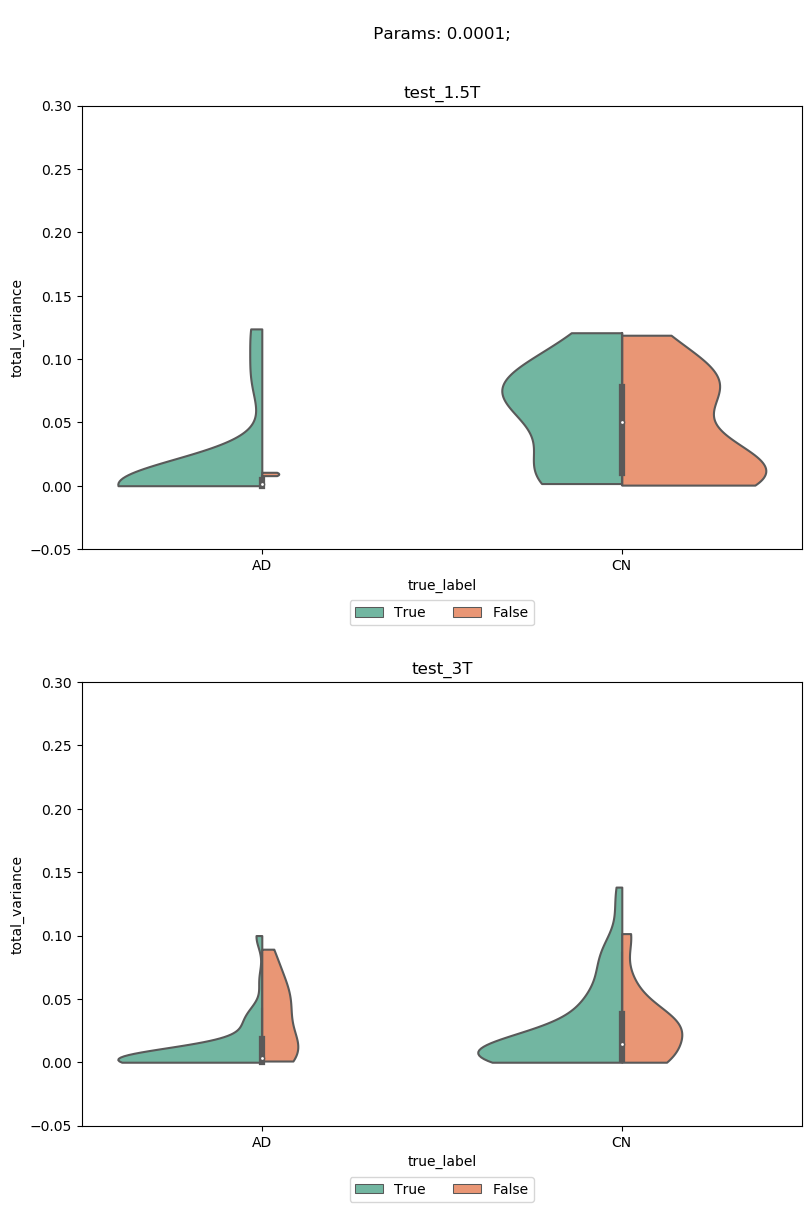 Params: 0.0001;
test_1.5T
0.30
0.25
0.20
0.15
0.10
0.05
0.00
−0.05
total_variance
AD CN
true_label
True False
test_3T
0.30
0.25
0.20
0.15
0.10
0.05
0.00
−0.05
total_variance
AD CN
true_label
True False